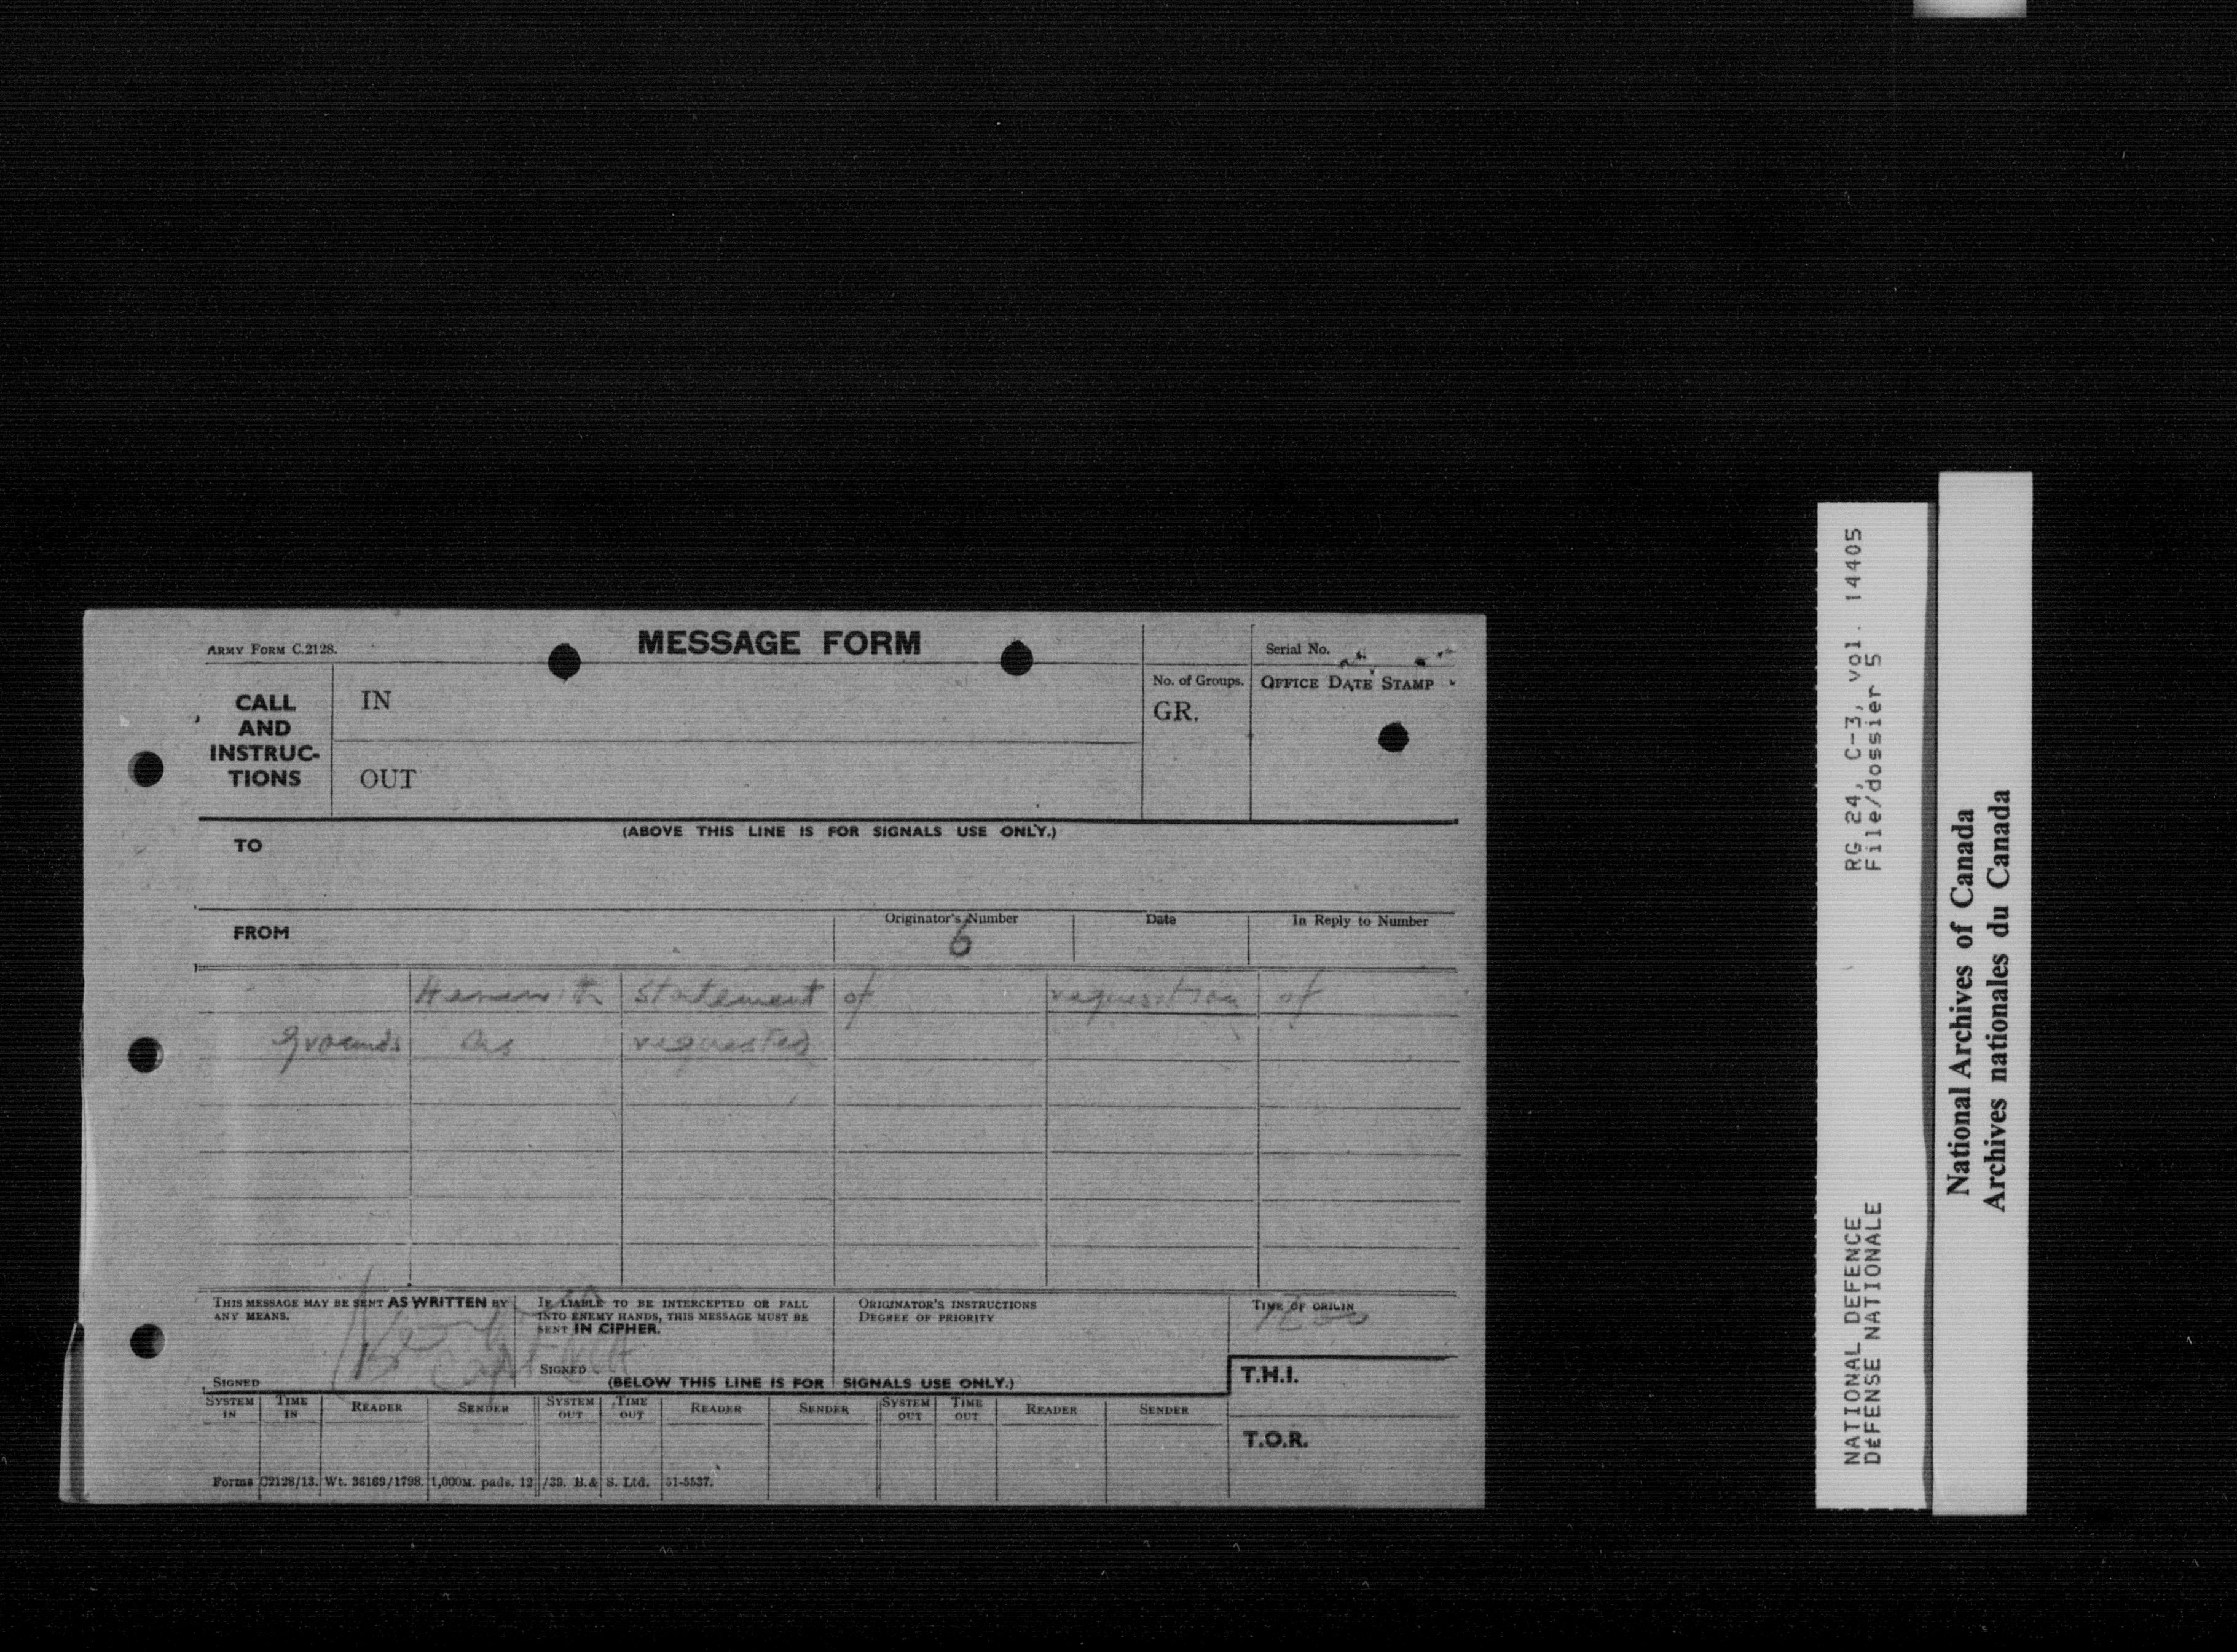 ARMY FORM C.2128.
MESSAGE FORM
Serial No.
CALL AND INSTRUC-TIONS
IN
OUT
No. of Groups.
GR.
OFFICE DATE STAMP
(ABOVE THIS LINE IS FOR SIGNALS USE ONLY.)
TO
FROM
Originator's Number
6
Date
In Reply to Number
Herewith statement of requisition of
grounds as requested
THIS MESSAGE MAY BE SENT AS WRITTEN BY
ANY MEANS.
SIGNED
IF LIABLE TO BE INTERCEPTED OR FALL
INTO ENEMY HANDS, THIS MESSAGE MUST BE
SENT IN CIPHER.
SIGNED
ORIGINATOR'S INSTRUCTIONS
DEGREE OF PRIORITY
TIME OF ORIGIN
Capt
(BELOW THIS LINE IS FOR SIGNALS USE ONLY.)
T.H.I.
SYSTEM IN TIME IN READER SENDER SYSTEM OUT TIME OUT READER SENDER SYSTEM OUT TIME OUT READER SENDER
T.O.R.
Forms C2128/13. Wt. 36169/1798. 1,000M. pads. 12/39. B.& S. Ltd. 51-5537.
NATIONAL DEFENCE RG 24, C-3, vol. 14405
DÉFENSE NATIONALE File/dossier 5
National Archives of Canada
Archives nationales du Canada